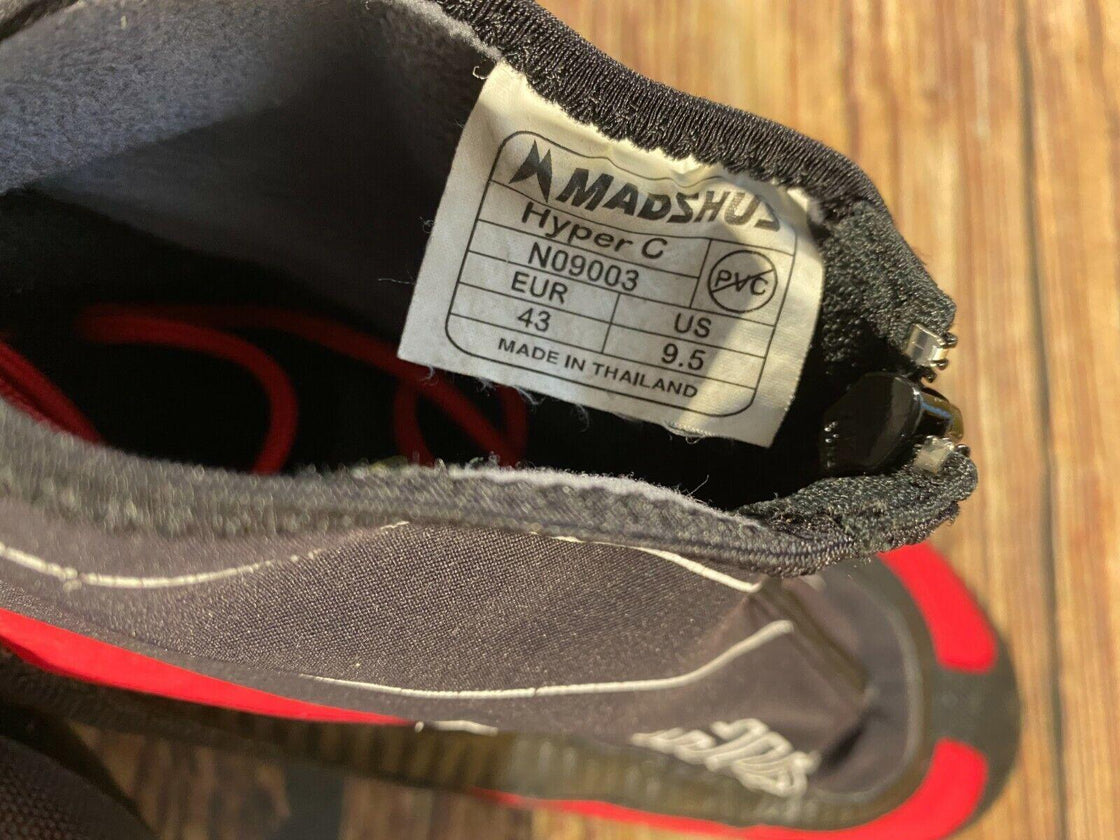 MADSHUS
Hyper C
N09003
PVC
EUR
US
43
9.5
MADE IN THAILAND